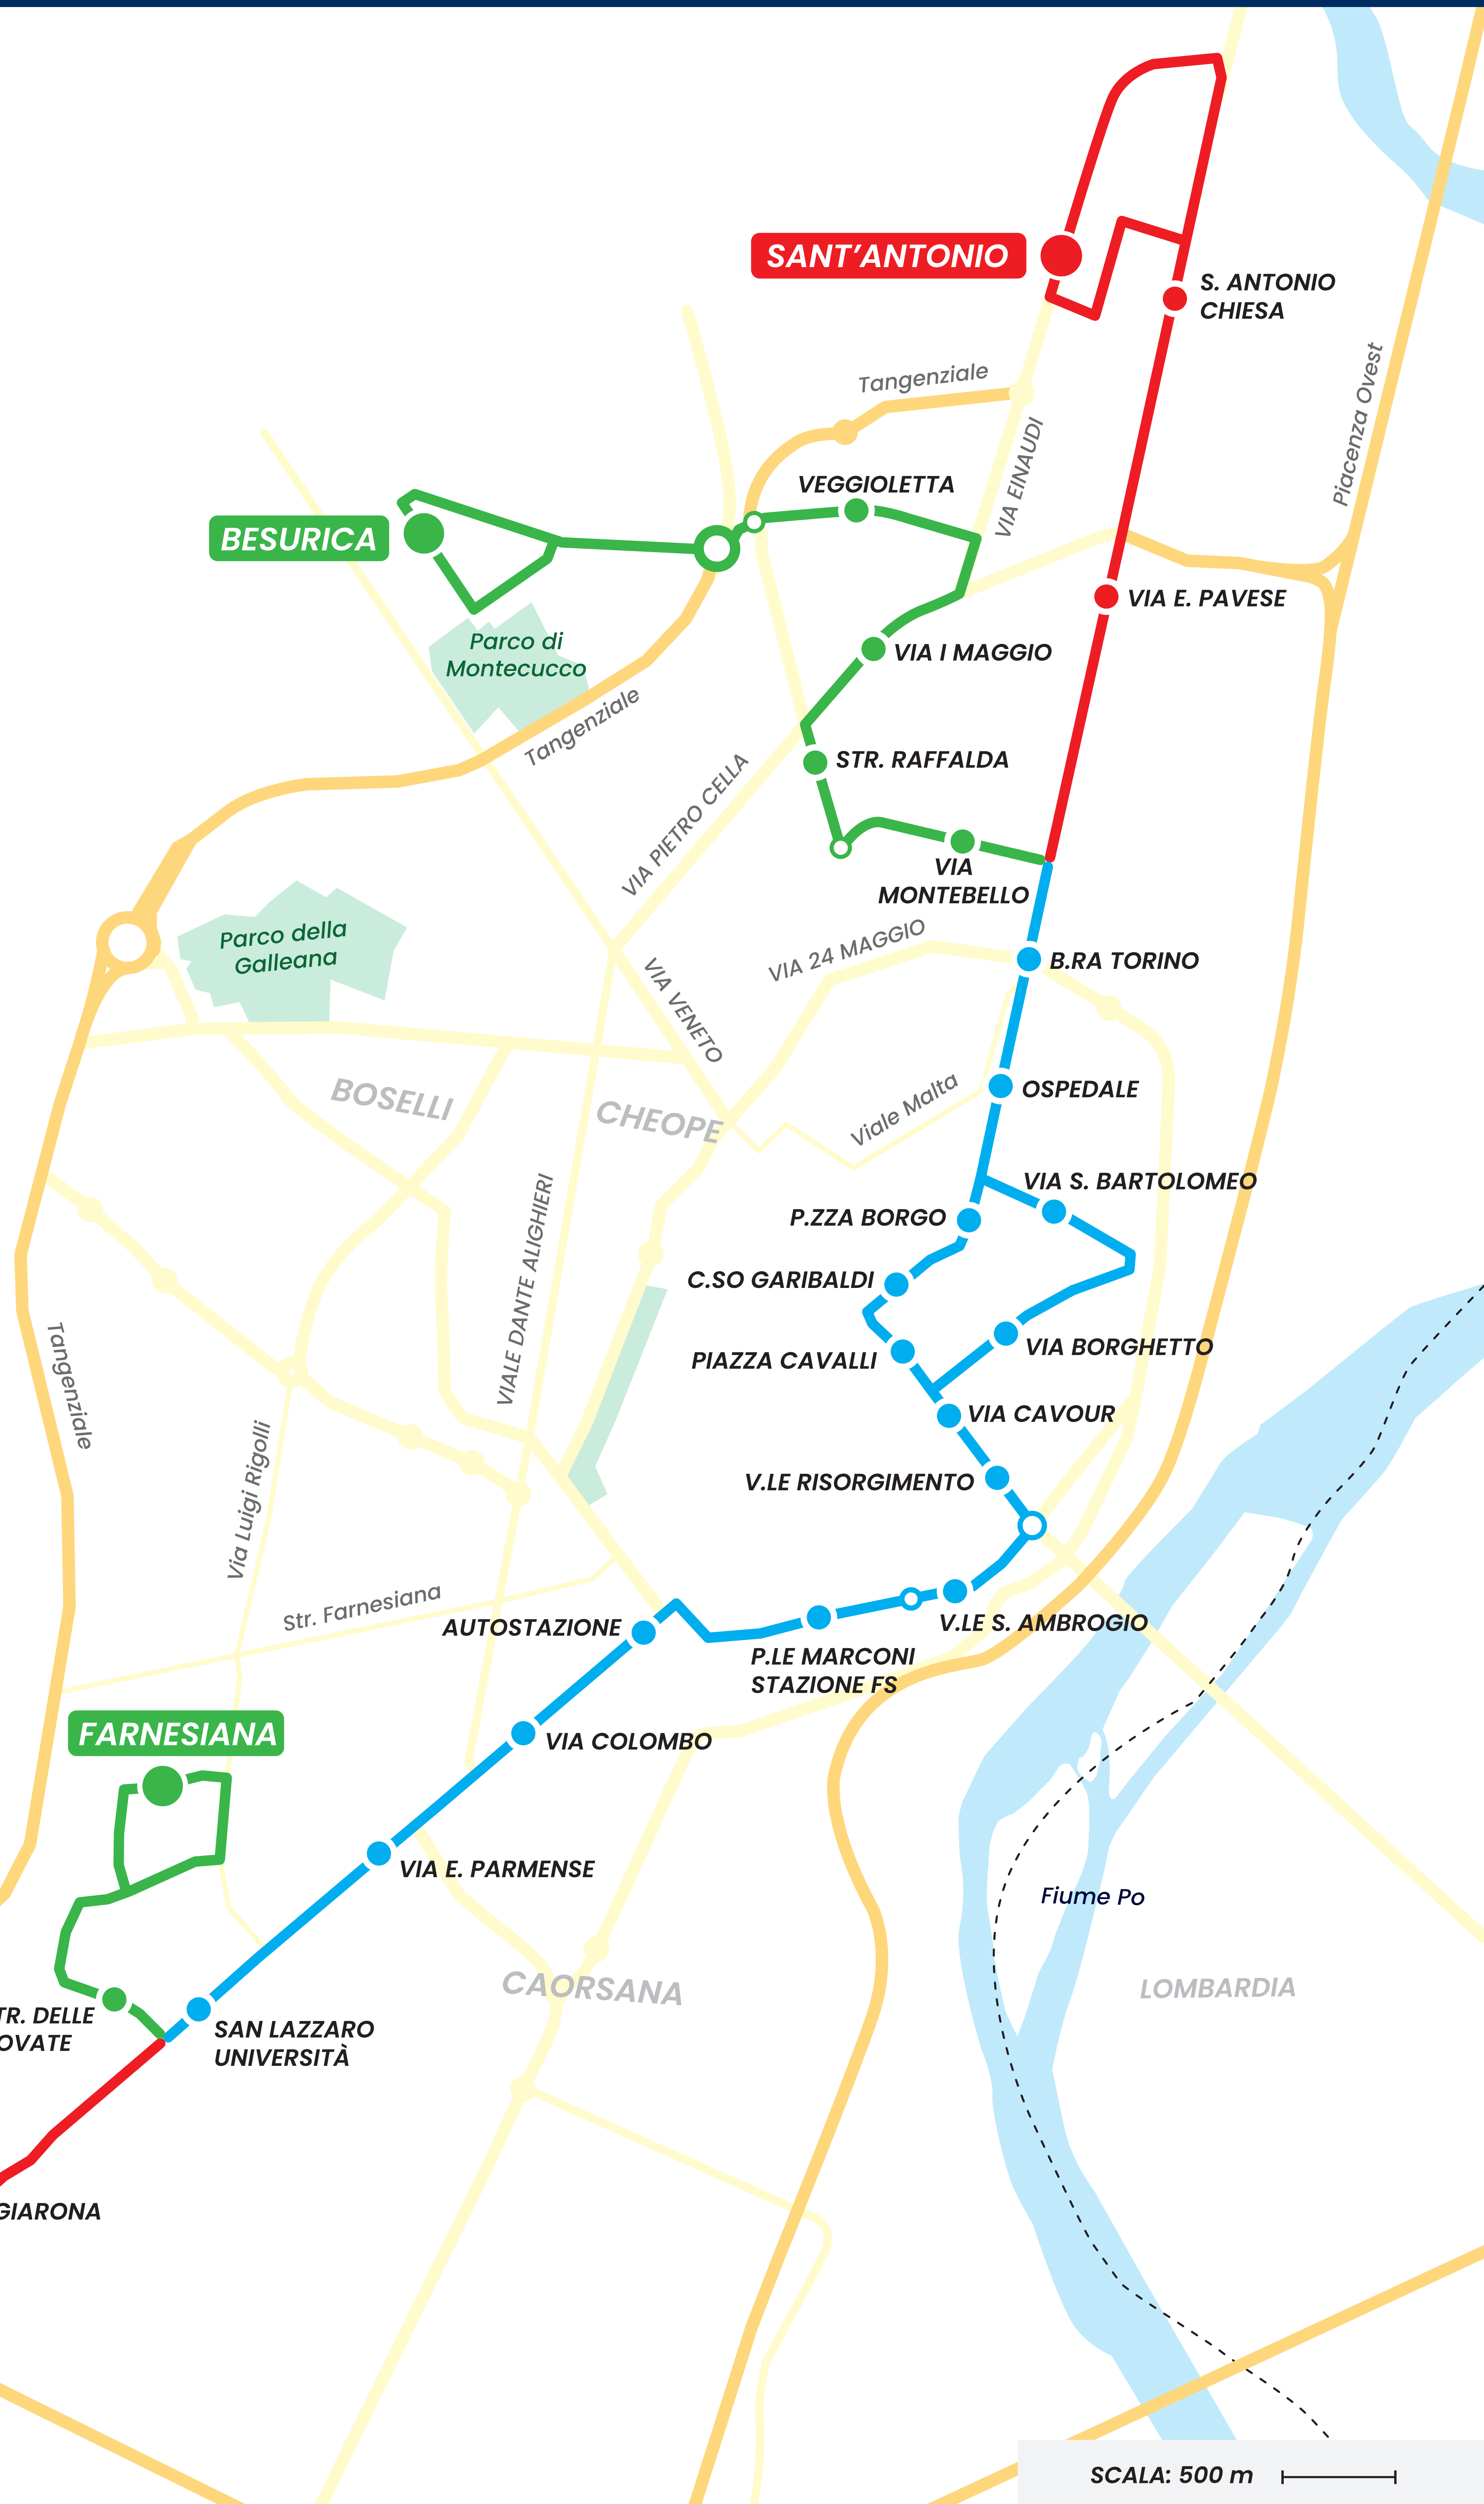 SANT'ANTONIO
S. ANTONIO
CHIESA
Tangenziale
Piacenza Ovest
VIA EINAUDI
VEGGIOLETTA
BESURICA
VIA E. PAVESE
Parco di
Montecucco
VIA I MAGGIO
Tangenziale
STR. RAFFALDA
VIA PIETRO CELLA
VIA
MONTEBELLO
Parco della
Galleana
VIA 24 MAGGIO
B.RA TORINO
VIA VENETO
BOSELLI
CHEOPE
Viale Malta
OSPEDALE
VIA S. BARTOLOMEO
P.ZZA BORGO
VIALE DANTE ALIGHIERI
C.SO GARIBALDI
Tangenziale
PIAZZA CAVALLI
VIA BORGHETTO
VIA CAVOUR
Via Luigi Rigolli
V.LE RISORGIMENTO
Str. Farnesiana
AUTOSTAZIONE
V.LE S. AMBROGIO
P.LE MARCONI
STAZIONE FS
FARNESIANA
VIA COLOMBO
VIA E. PARMENSE
Fiume Po
CAORSANA
LOMBARDIA
TR. DELLE
OVATE
SAN LAZZARO
UNIVERSITÀ
GIARONA
SCALA: 500 m